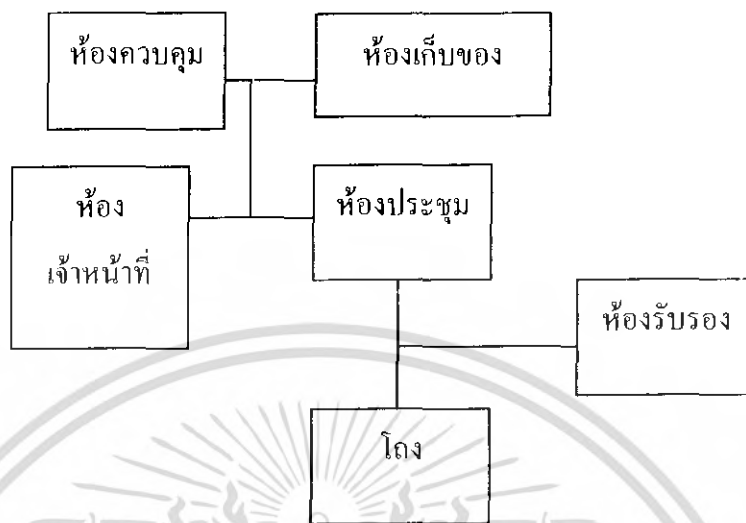 ห้องควบคุม
ห้องเก็บของ
ห้อง
เจ้าหน้าที่
ห้องประชุม
ห้องรับรอง
โถง